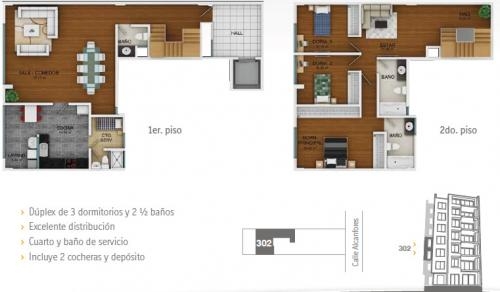 BAÑO
HALL
SALA - COMEDOR
COCINA
CTO. SERV.
1er. piso
DORM. 1
ESTAR
HALL
DORM. 2
BAÑO
DORM. PRINCIPAL
BAÑO
2do. piso
› Dúplex de 3 dormitorios y 2 ½ baños
› Excelente distribución
› Cuarto y baño de servicio
› Incluye 2 cocheras y depósito
302
Calle Alcanfores
302